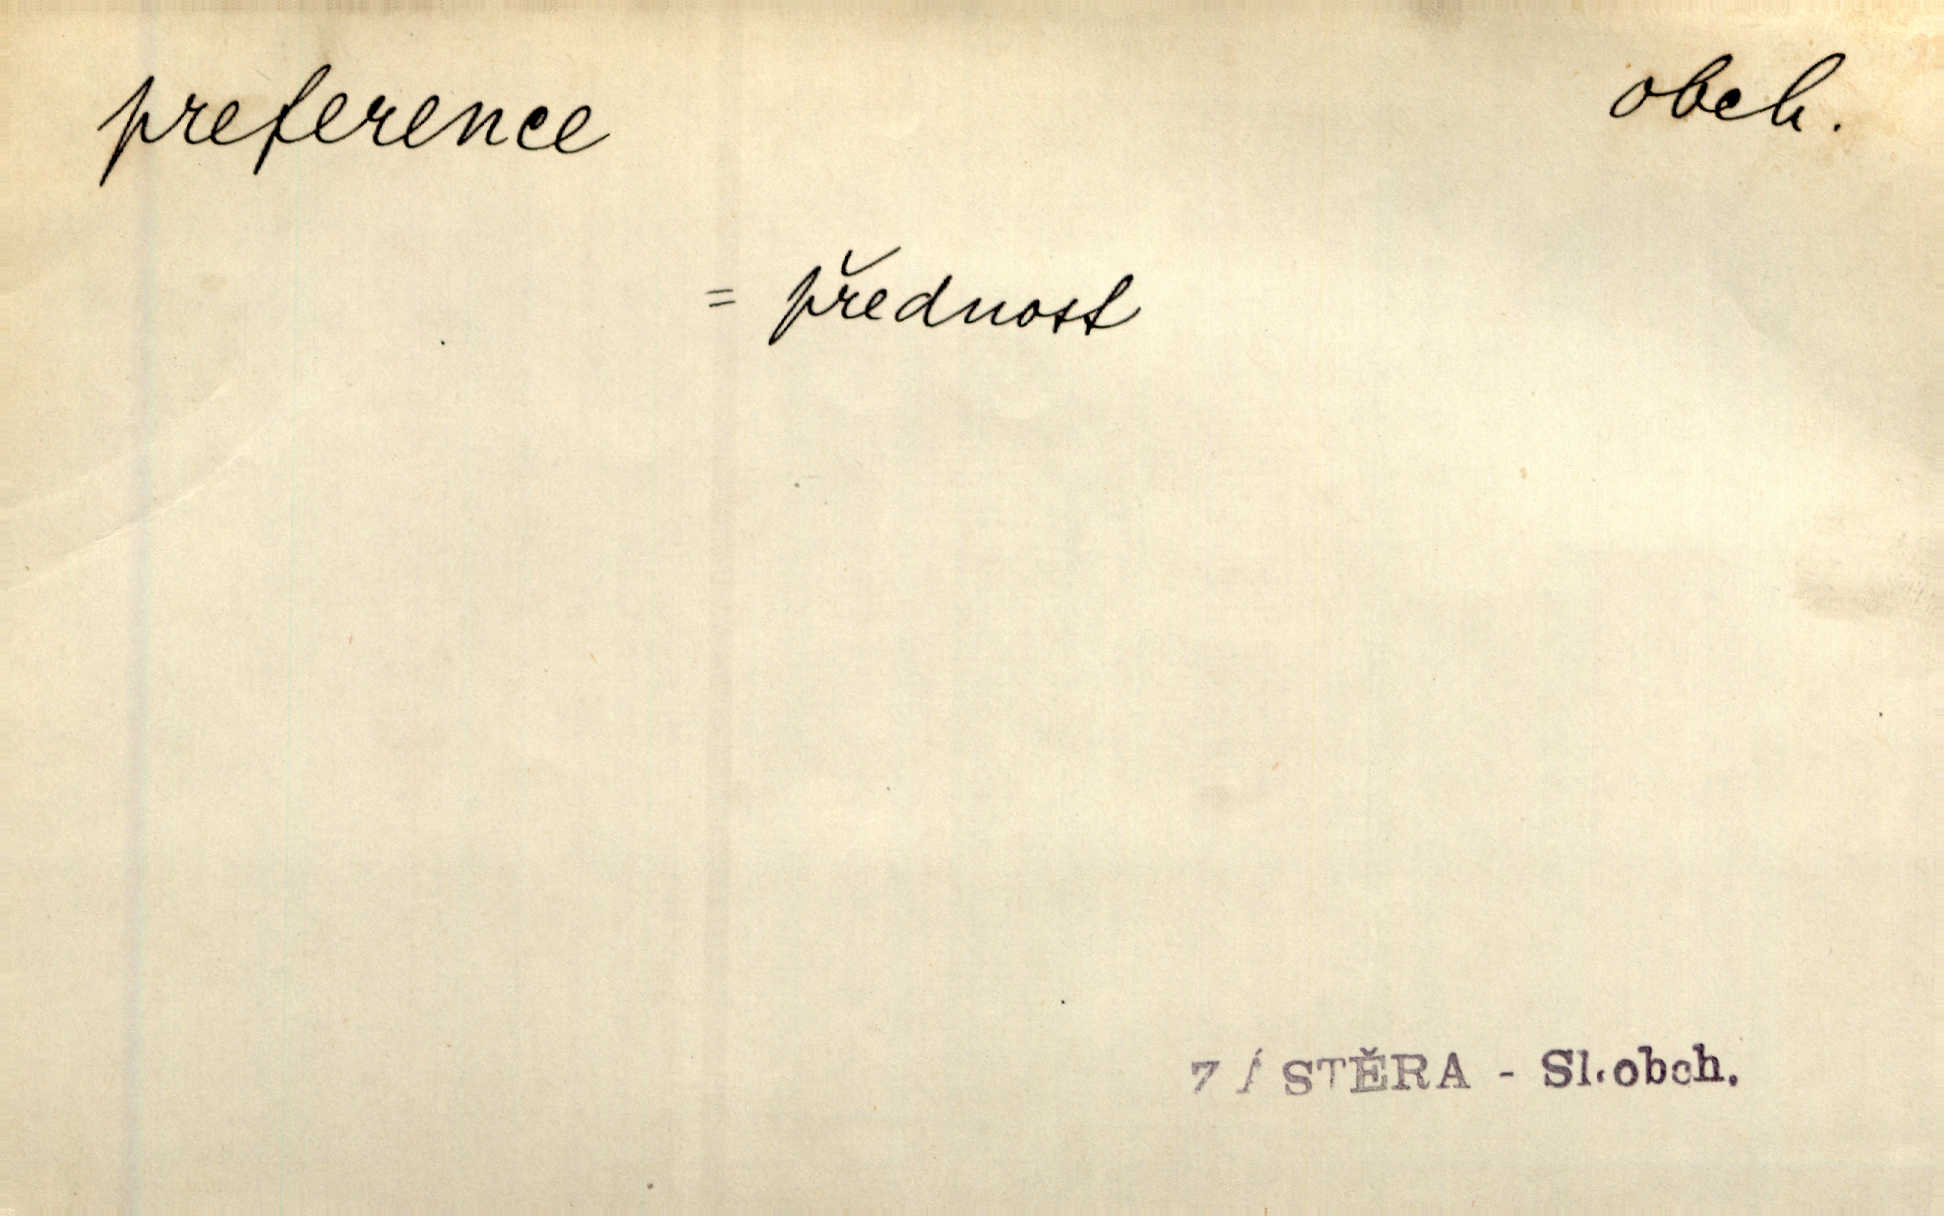 preference obch.
= přednost
7 / STĚRA - Sl.obch.